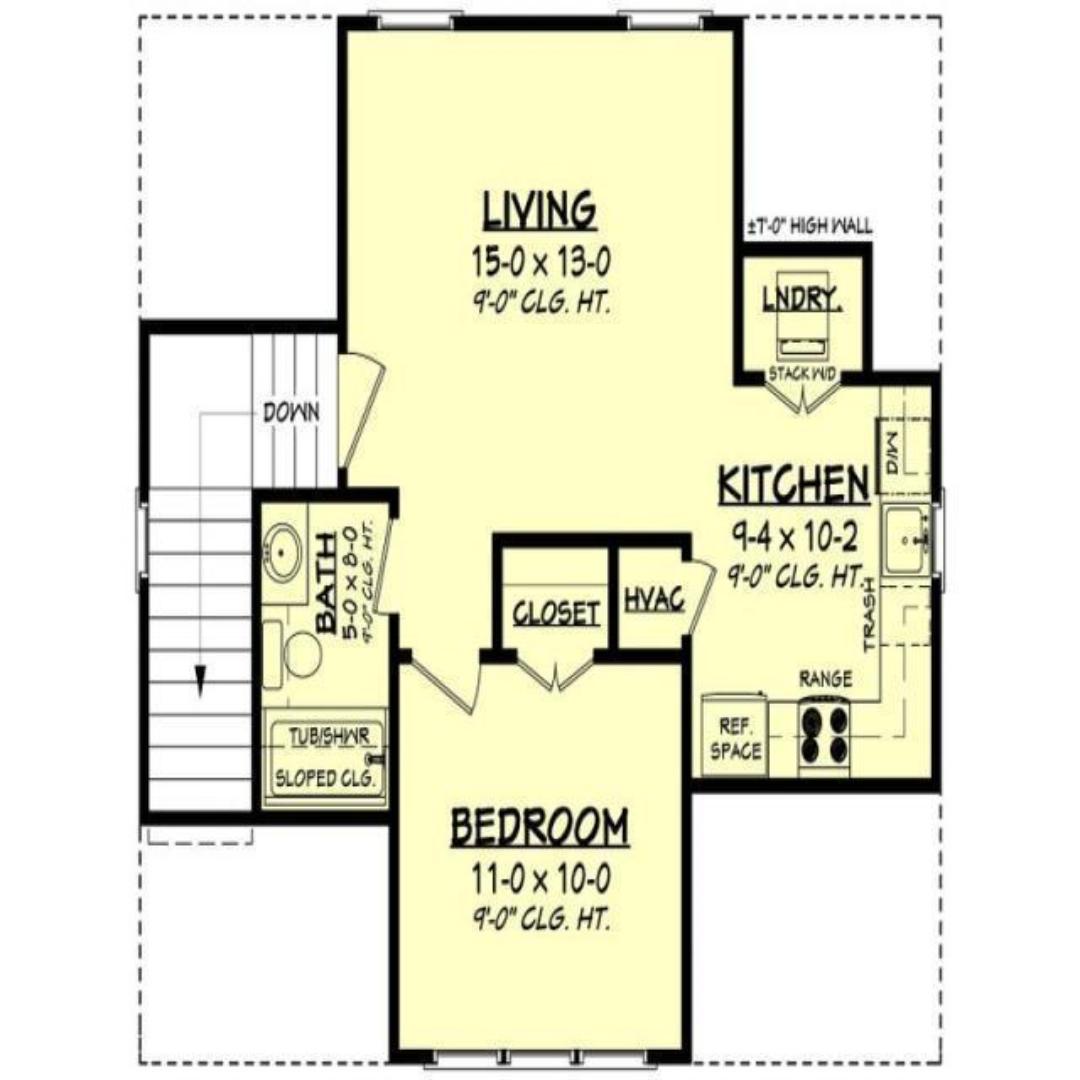 LIVING
15-0 x 13-0
9'-0" CLG. HT.
±7'-0" HIGH WALL
LNDRY.
STACK W/D
DOWN
KITCHEN
9-4 x 10-2
9'-0" CLG. HT.
D/W
TRASH
RANGE
REF.
SPACE
HVAC
CLOSET
BATH
5-0 x 8-0
9'-0" CLG. HT.
TUB/SHWR
SLOPED CLG.
BEDROOM
11-0 x 10-0
9'-0" CLG. HT.